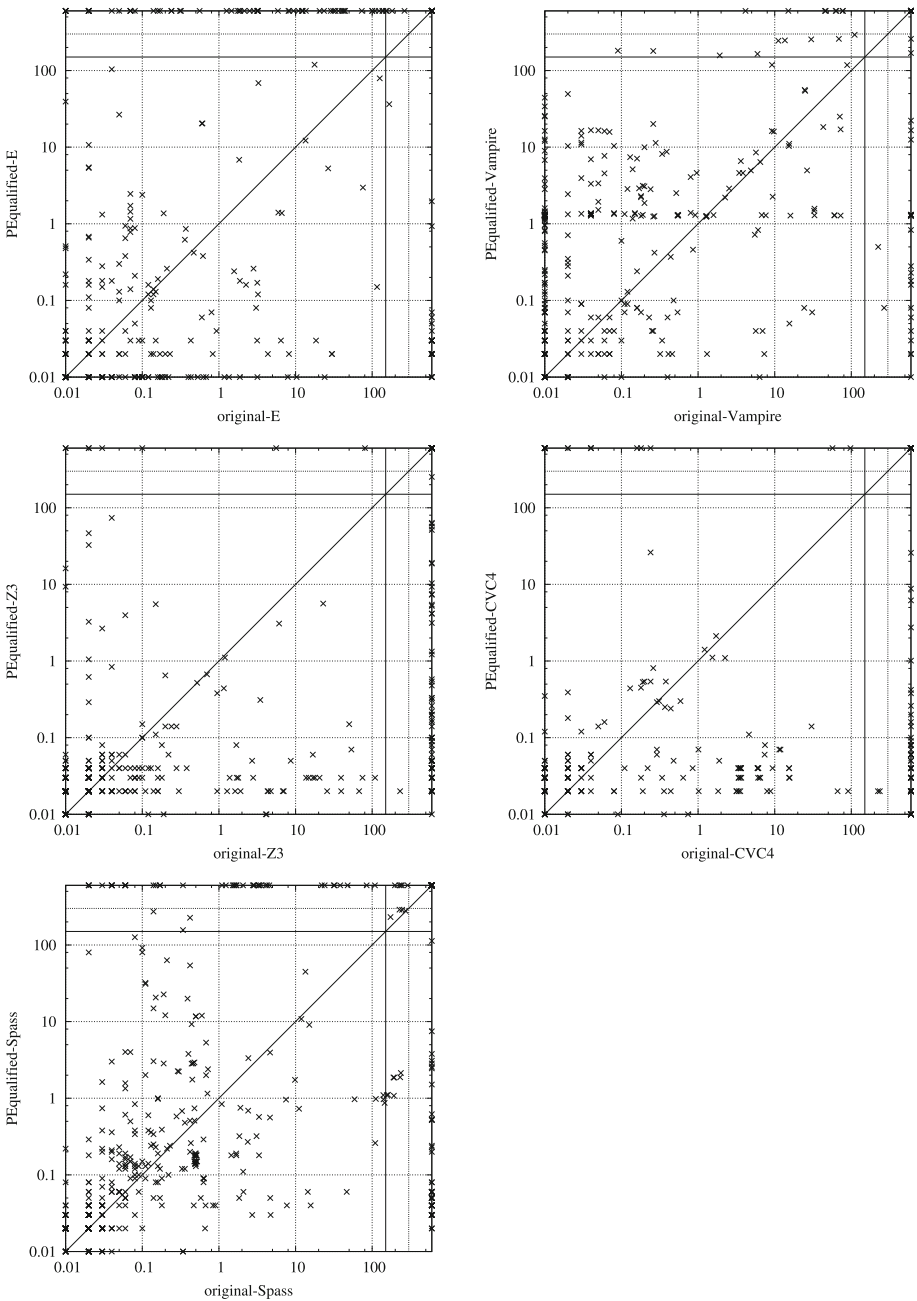 100
10
1
0.1
0.01
0.01 0.1 1 10 100
PEqualified-E
original-E
100
10
1
0.1
0.01
0.01 0.1 1 10 100
PEqualified-Vampire
original-Vampire
100
10
1
0.1
0.01
0.01 0.1 1 10 100
PEqualified-Z3
original-Z3
100
10
1
0.1
0.01
0.01 0.1 1 10 100
PEqualified-CVC4
original-CVC4
100
10
1
0.1
0.01
0.01 0.1 1 10 100
PEqualified-Spass
original-Spass